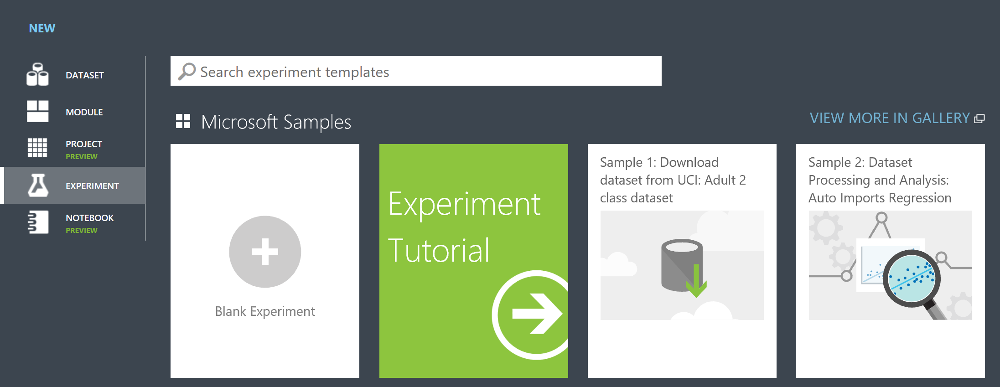 NEW
DATASET
MODULE
PROJECT
PREVIEW
EXPERIMENT
NOTEBOOK
PREVIEW
Search experiment templates
Microsoft Samples
VIEW MORE IN GALLERY
Blank Experiment
Experiment
Tutorial
Sample 1: Download
dataset from UCI: Adult 2
class dataset
Sample 2: Dataset
Processing and Analysis:
Auto Imports Regression